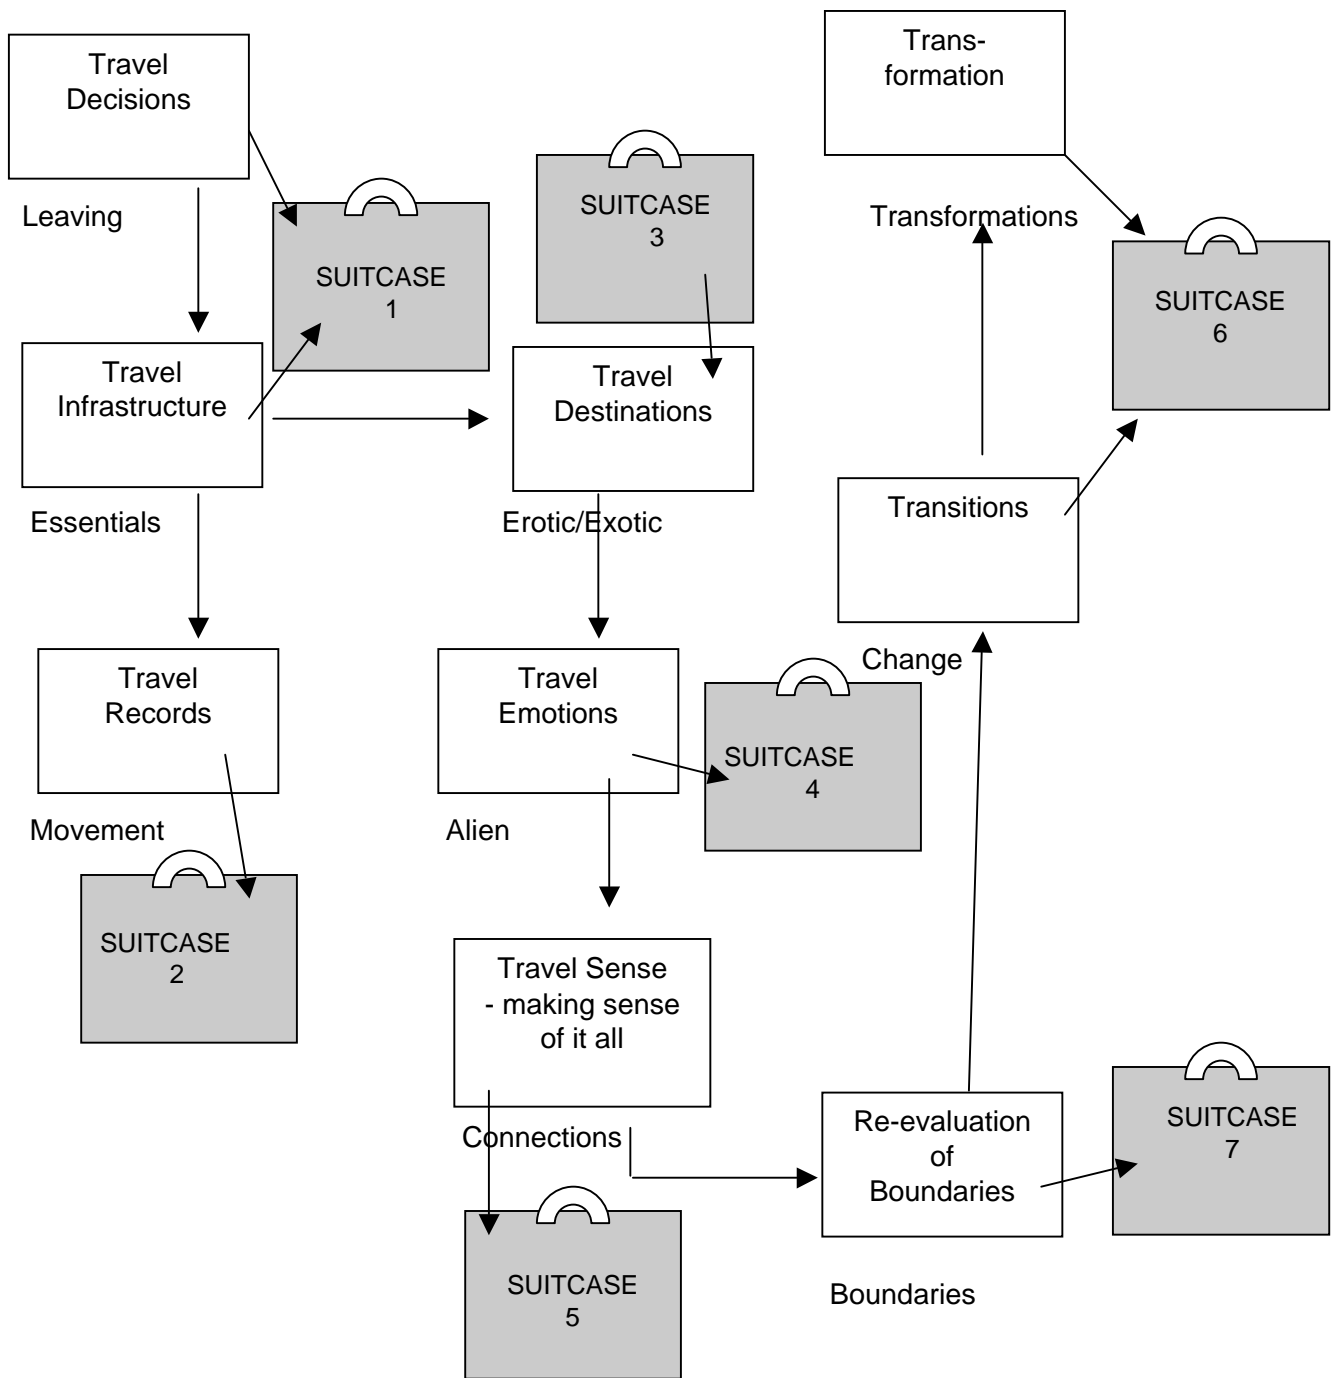 Travel
Decisions
Leaving
SUITCASE
1
Travel
Infrastructure
Essentials
Travel
Records
Movement
SUITCASE
2
SUITCASE
3
Travel
Destinations
Erotic/Exotic
Travel
Emotions
SUITCASE
4
Alien
Travel Sense
- making sense
of it all
Connections
SUITCASE
5
Trans-
formation
Transformations
SUITCASE
6
Transitions
Change
Re-evaluation
of
Boundaries
SUITCASE
7
Boundaries